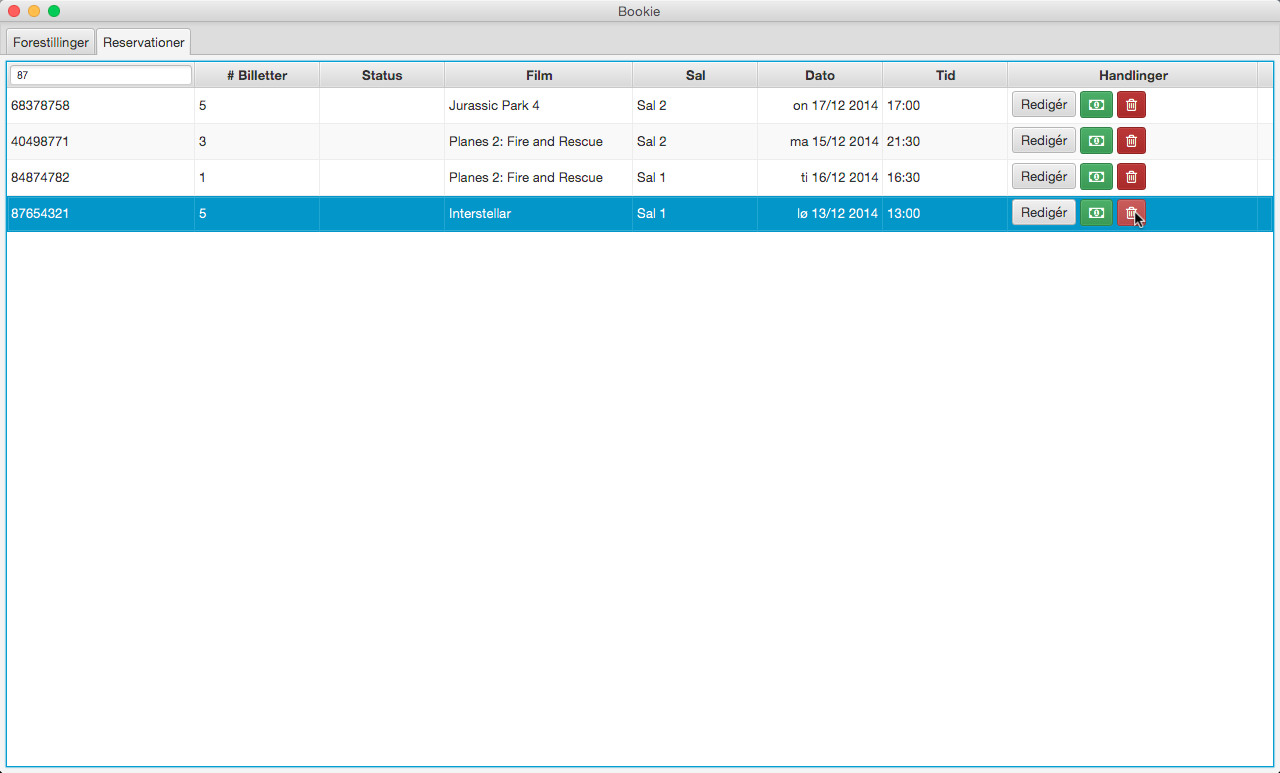 Bookie
Forestillinger Reservationer
87 # Billetter Status Film Sal Dato Tid Handlinger
68378758 5 Jurassic Park 4 Sal 2 on 17/12 2014 17:00 Redigér
40498771 3 Planes 2: Fire and Rescue Sal 2 ma 15/12 2014 21:30 Redigér
84874782 1 Planes 2: Fire and Rescue Sal 1 ti 16/12 2014 16:30 Redigér
87654321 5 Interstellar Sal 1 lø 13/12 2014 13:00 Redigér